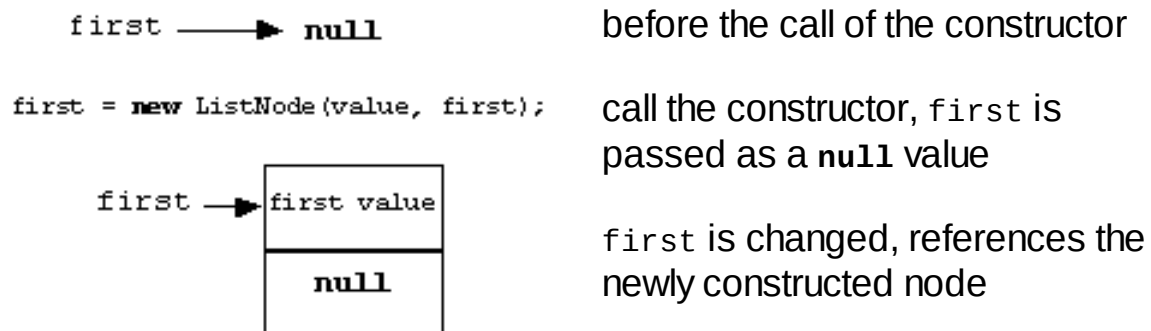 first null before the call of the constructor
first = new ListNode(value, first); call the constructor, first is
passed as a null value
first first value
first is changed, references the
null newly constructed node